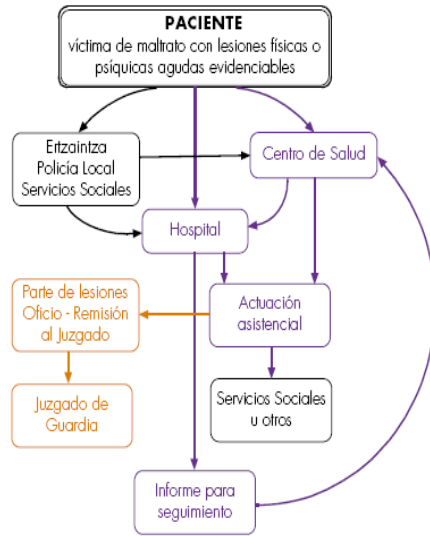 PACIENTE
víctima de maltrato con lesiones físicas o
psíquicas agudas evidenciables
Ertzaintza
Policía Local
Servicios Sociales
Centro de Salud
Hospital
Parte de lesiones
Oficio - Remisión
al Juzgado
Actuación
asistencial
Juzgado de
Guardia
Servicios Sociales
u otros
Informe para
seguimiento